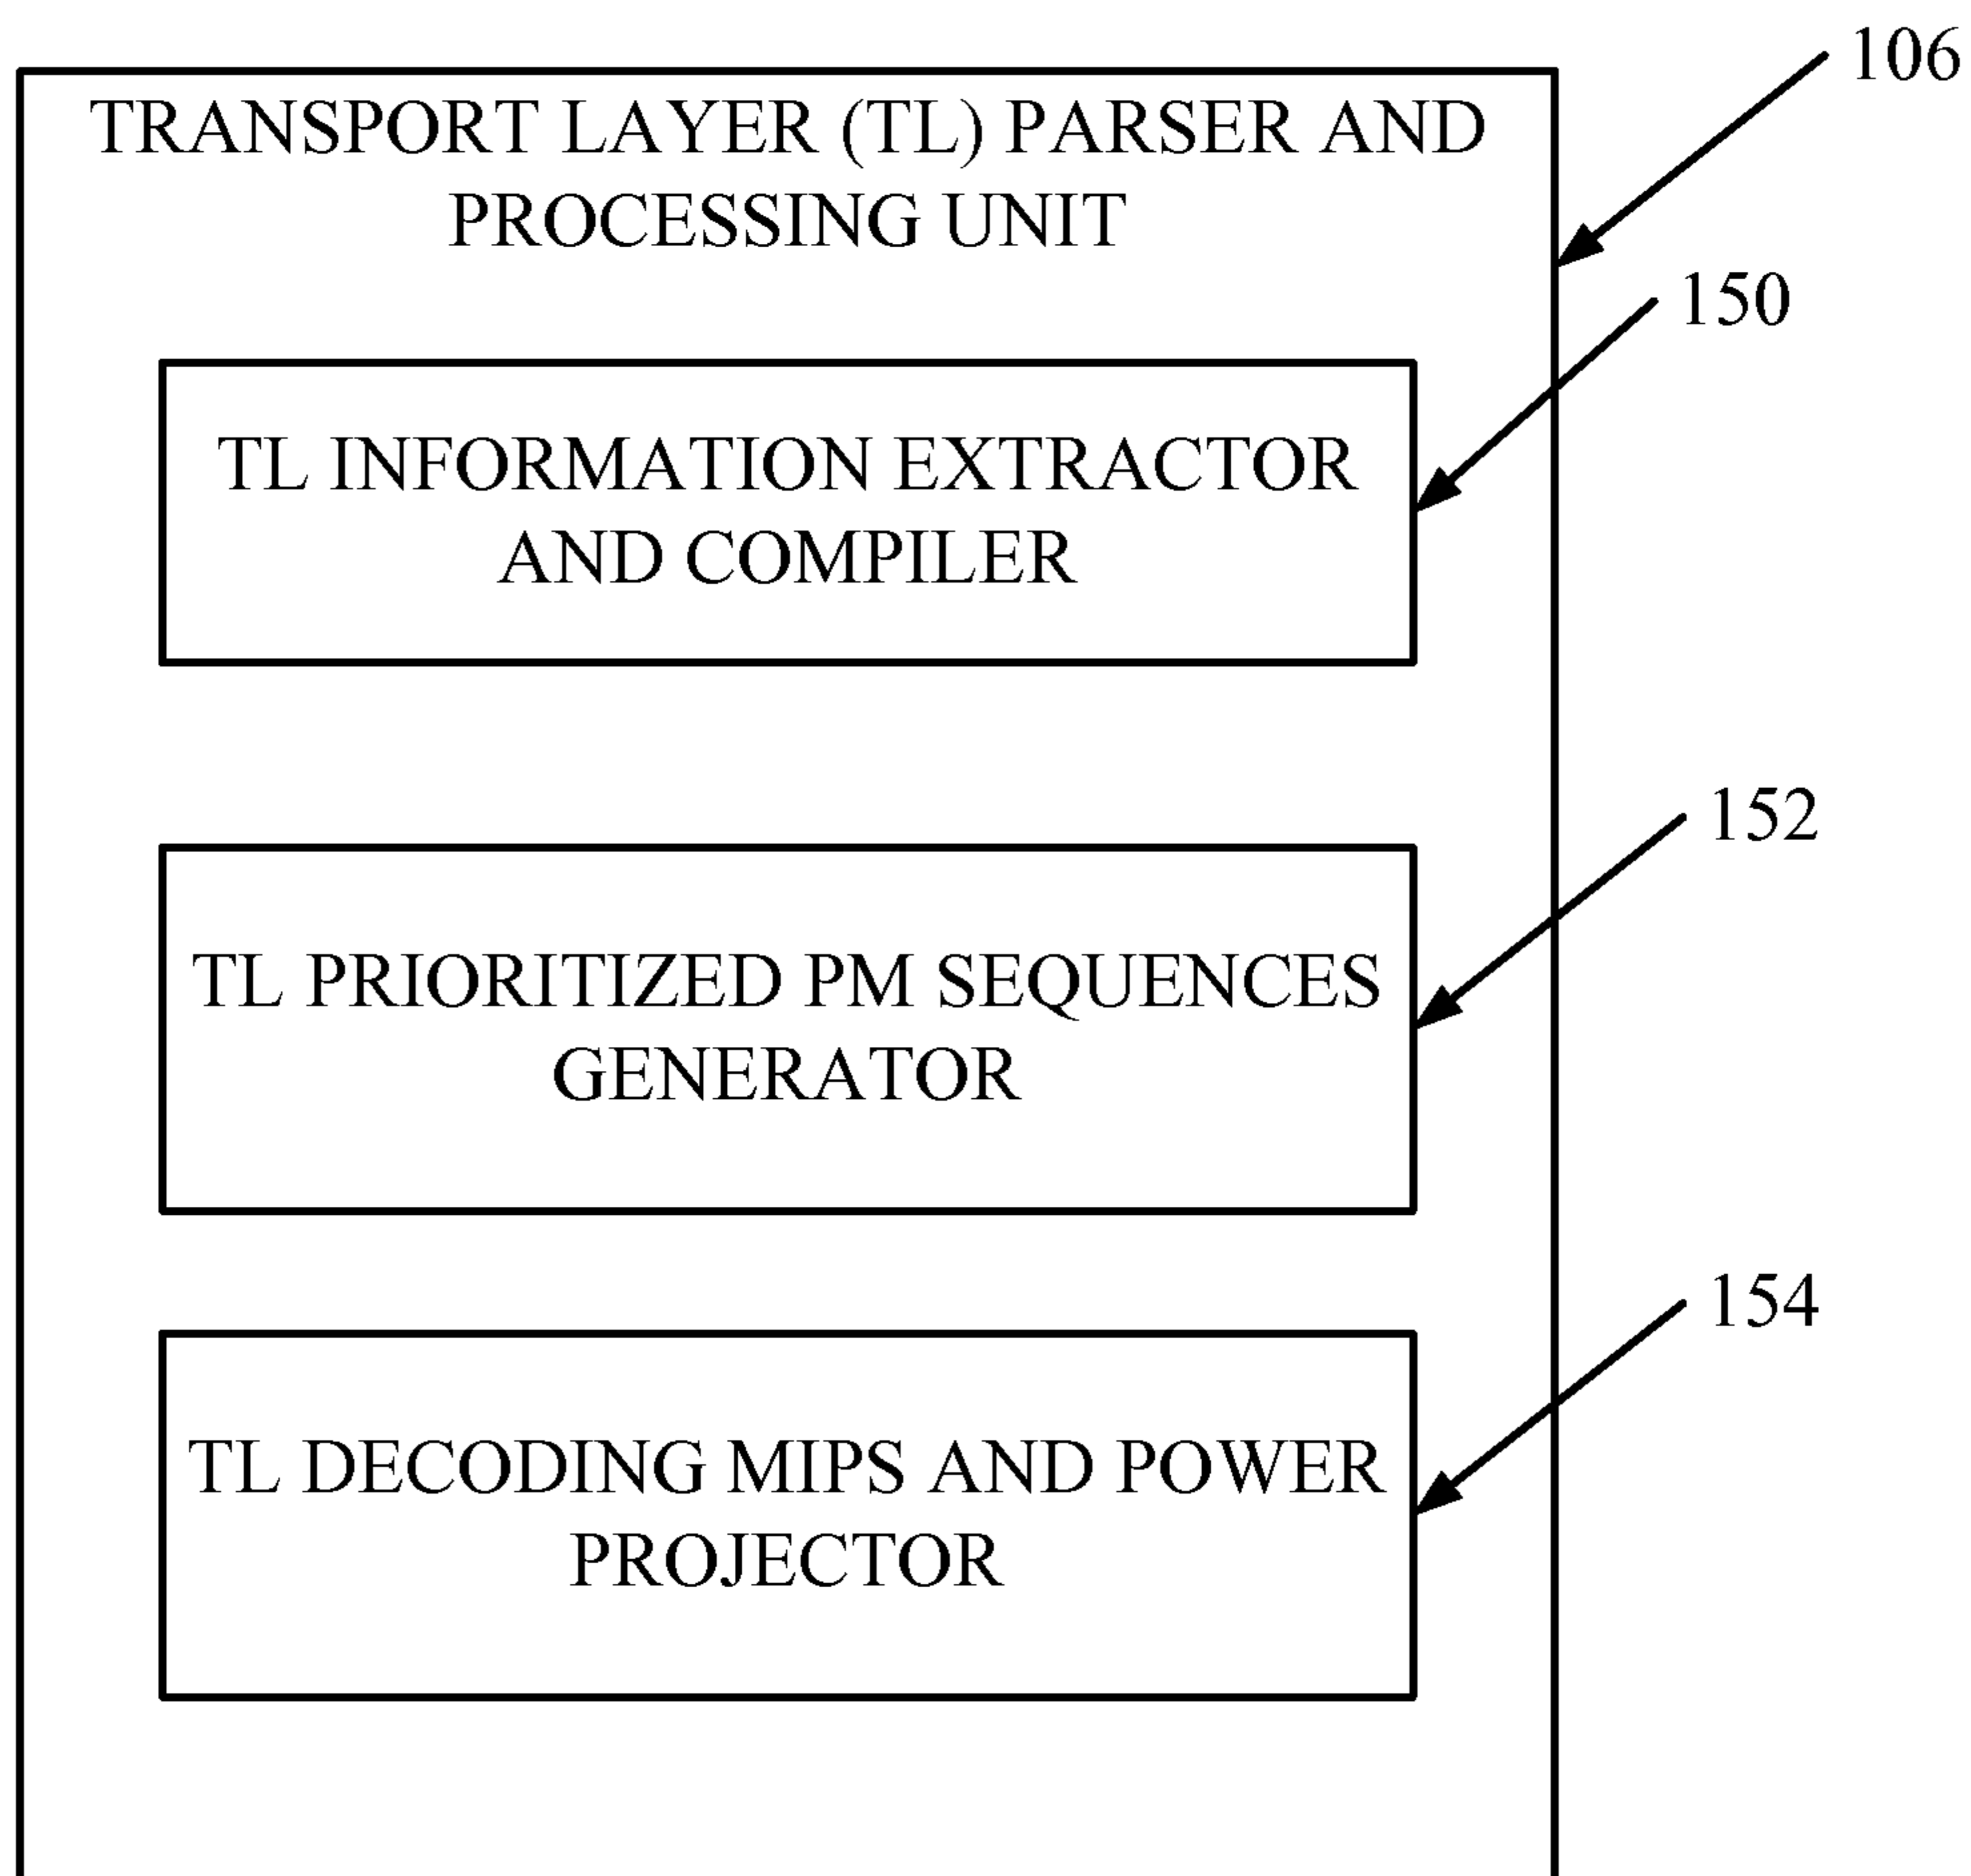 106
TRANSPORT LAYER (TL) PARSER AND
PROCESSING UNIT
150
TL INFORMATION EXTRACTOR
AND COMPILER
152
TL PRIORITIZED PM SEQUENCES
GENERATOR
154
TL DECODING MIPS AND POWER
PROJECTOR